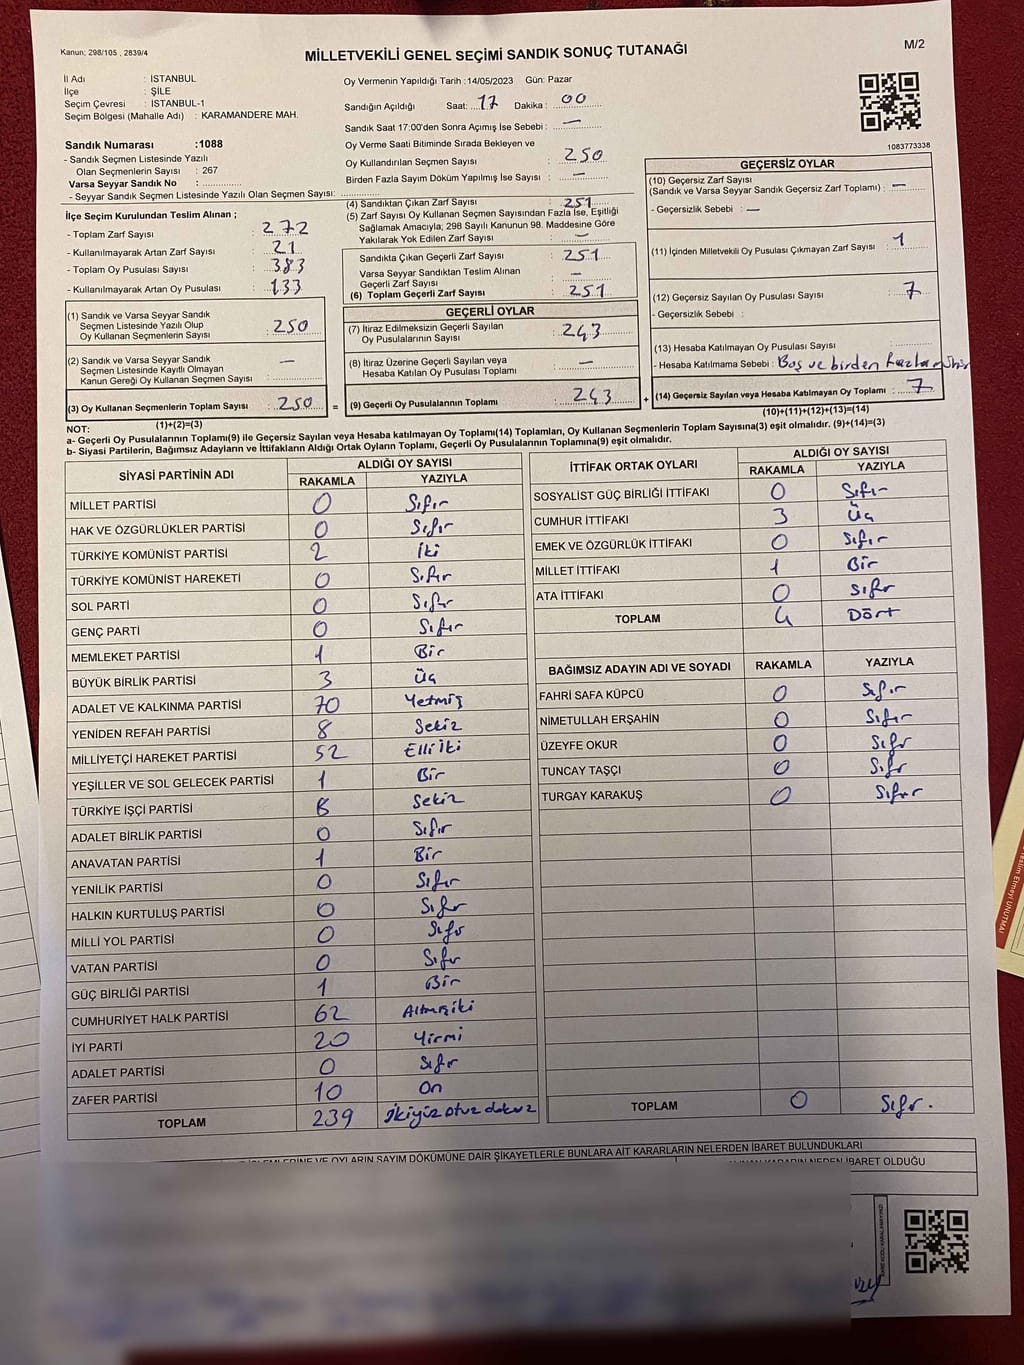 Kanun: 298/105 , 2839/4
MİLLETVEKİLİ GENEL SEÇİMİ SANDIK SONUÇ TUTANAĞI
M/2
İl Adı : İSTANBUL
İlçe : ŞİLE
Seçim Çevresi : İSTANBUL-1
Seçim Bölgesi (Mahalle Adı) : KARAMANDERE MAH.
Sandık Numarası :1088
- Sandık Seçmen Listesinde Yazılı
Olan Seçmenlerin Sayısı : 267
Varsa Seyyar Sandık No :
- Seyyar Sandık Seçmen Listesinde Yazılı Olan Seçmen Sayısı:
Oy Vermenin Yapıldığı Tarih :14/05/2023 Gün: Pazar
Sandığın Açıldığı Saat: 17 Dakika : 00
Sandık Saat 17:00'den Sonra Açımış İse Sebebi : —
Oy Verme Saati Bitiminde Sırada Bekleyen ve
Oy Kullandırılan Seçmen Sayısı : 250
Birden Fazla Sayım Döküm Yapılmış İse Sayısı : —
1083773338
İlçe Seçim Kurulundan Teslim Alınan ;
- Toplam Zarf Sayısı : 272
- Kullanılmayarak Artan Zarf Sayısı : 21
- Toplam Oy Pusulası Sayısı : 383
- Kullanılmayarak Artan Oy Pusulası : 133
(4) Sandıktan Çıkan Zarf Sayısı : 251
(5) Zarf Sayısı Oy Kullanan Seçmen Sayısından Fazla İse, Eşitliği
Sağlamak Amacıyla; 298 Sayılı Kanunun 98. Maddesine Göre
Yakılarak Yok Edilen Zarf Sayısı : —
Sandıkta Çıkan Geçerli Zarf Sayısı : 251
Varsa Seyyar Sandıktan Teslim Alınan
Geçerli Zarf Sayısı : —
(6) Toplam Geçerli Zarf Sayısı : 251
GEÇERSİZ OYLAR
(10) Geçersiz Zarf Sayısı
(Sandık ve Varsa Seyyar Sandık Geçersiz Zarf Toplamı) : —
- Geçersizlik Sebebi : —
(11) İçinden Milletvekili Oy Pusulası Çıkmayan Zarf Sayısı : 1
(12) Geçersiz Sayılan Oy Pusulası Sayısı : 7
- Geçersizlik Sebebi :
(13) Hesaba Katılmayan Oy Pusulası Sayısı :
- Hesaba Katılmama Sebebi : Boş ve birden fazla mühür
(14) Geçersiz Sayılan veya Hesaba Katılmayan Oy Toplamı : 7
(10)+(11)+(12)+(13)=(14)
(1) Sandık ve Varsa Seyyar Sandık
Seçmen Listesinde Yazılı Olup
Oy Kullanan Seçmenlerin Sayısı : 250
(2) Sandık ve Varsa Seyyar Sandık
Seçmen Listesinde Kayıtlı Olmayan
Kanun Gereği Oy Kullanan Seçmen Sayısı : —
(3) Oy Kullanan Seçmenlerin Toplam Sayısı : 250
(1)+(2)=(3)
GEÇERLİ OYLAR
(7) İtiraz Edilmeksizin Geçerli Sayılan
Oy Pusulalarının Sayısı : 243
(8) İtiraz Üzerine Geçerli Sayılan veya
Hesaba Katılan Oy Pusulası Toplamı : —
= (9) Geçerli Oy Pusulalarının Toplamı : 243 +
NOT:
a- Geçerli Oy Pusulalarının Toplamı(9) ile Geçersiz Sayılan veya Hesaba katılmayan Oy Toplamı(14) Toplamları, Oy Kullanan Seçmenlerin Toplam Sayısına(3) eşit olmalıdır. (9)+(14)=(3)
b- Siyasi Partilerin, Bağımsız Adayların ve İttifakların Aldığı Ortak Oyların Toplamı, Geçerli Oy Pusulalarının Toplamına(9) eşit olmalıdır.
SİYASİ PARTİNİN ADI ALDIĞI OY SAYISI
RAKAMLA YAZIYLA
MİLLET PARTİSİ 0 Sıfır
HAK VE ÖZGÜRLÜKLER PARTİSİ 0 Sıfır
TÜRKİYE KOMÜNİST PARTİSİ 2 İki
TÜRKİYE KOMÜNİST HAREKETİ 0 Sıfır
SOL PARTİ 0 Sıfır
GENÇ PARTİ 0 Sıfır
MEMLEKET PARTİSİ 1 Bir
BÜYÜK BİRLİK PARTİSİ 3 Üç
ADALET VE KALKINMA PARTİSİ 70 Yetmiş
YENİDEN REFAH PARTİSİ 8 Sekiz
MİLLİYETÇİ HAREKET PARTİSİ 52 Elli iki
YEŞİLLER VE SOL GELECEK PARTİSİ 1 Bir
TÜRKİYE İŞÇİ PARTİSİ 8 Sekiz
ADALET BİRLİK PARTİSİ 0 Sıfır
ANAVATAN PARTİSİ 1 Bir
YENİLİK PARTİSİ 0 Sıfır
HALKIN KURTULUŞ PARTİSİ 0 Sıfır
MİLLİ YOL PARTİSİ 0 Sıfır
VATAN PARTİSİ 0 Sıfır
GÜÇ BİRLİĞİ PARTİSİ 1 Bir
CUMHURİYET HALK PARTİSİ 62 Altmışiki
İYİ PARTİ 20 Yirmi
ADALET PARTİSİ 0 Sıfır
ZAFER PARTİSİ 10 On
TOPLAM 239 ikiyüz otuz dokuz
İTTİFAK ORTAK OYLARI ALDIĞI OY SAYISI
RAKAMLA YAZIYLA
SOSYALİST GÜÇ BİRLİĞİ İTTİFAKI 0 Sıfır
CUMHUR İTTİFAKI 3 Üç
EMEK VE ÖZGÜRLÜK İTTİFAKI 0 Sıfır
MİLLET İTTİFAKI 1 Bir
ATA İTTİFAKI 0 Sıfır
TOPLAM 4 Dört
BAĞIMSIZ ADAYIN ADI VE SOYADI RAKAMLA YAZIYLA
FAHRİ SAFA KÜPCÜ 0 Sıfır
NİMETULLAH ERŞAHİN 0 Sıfır
ÜZEYFE OKUR 0 Sıfır
TUNCAY TAŞÇI 0 Sıfır
TURGAY KARAKUŞ 0 Sıfır
TOPLAM 0 Sıfır.
İŞLEMLERİNE VE OYLARIN SAYIM DÖKÜMÜNE DAİR ŞİKAYETLERLE BUNLARA AİT KARARLARIN NELERDEN İBARET BULUNDUKLARI
KARARIN NEDEN İBARET OLDUĞU
Teslim Etmeyi UNUTMA!